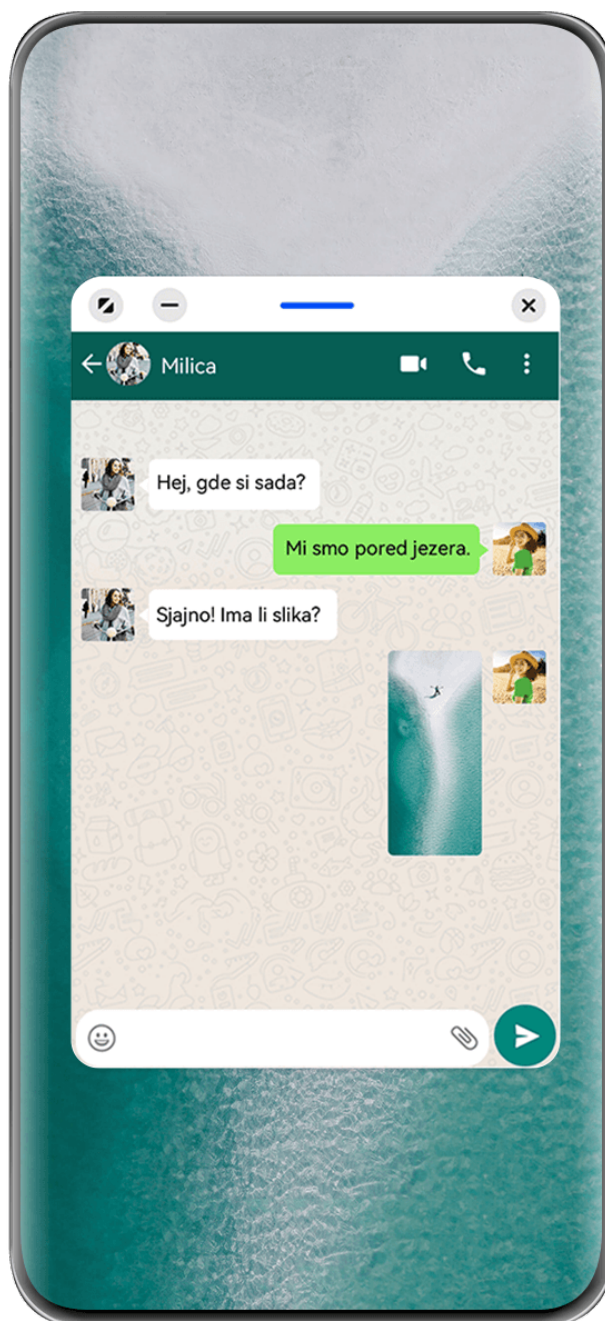 Milica
Hej, gde si sada?
Mi smo pored jezera.
Sjajno! Ima li slika?